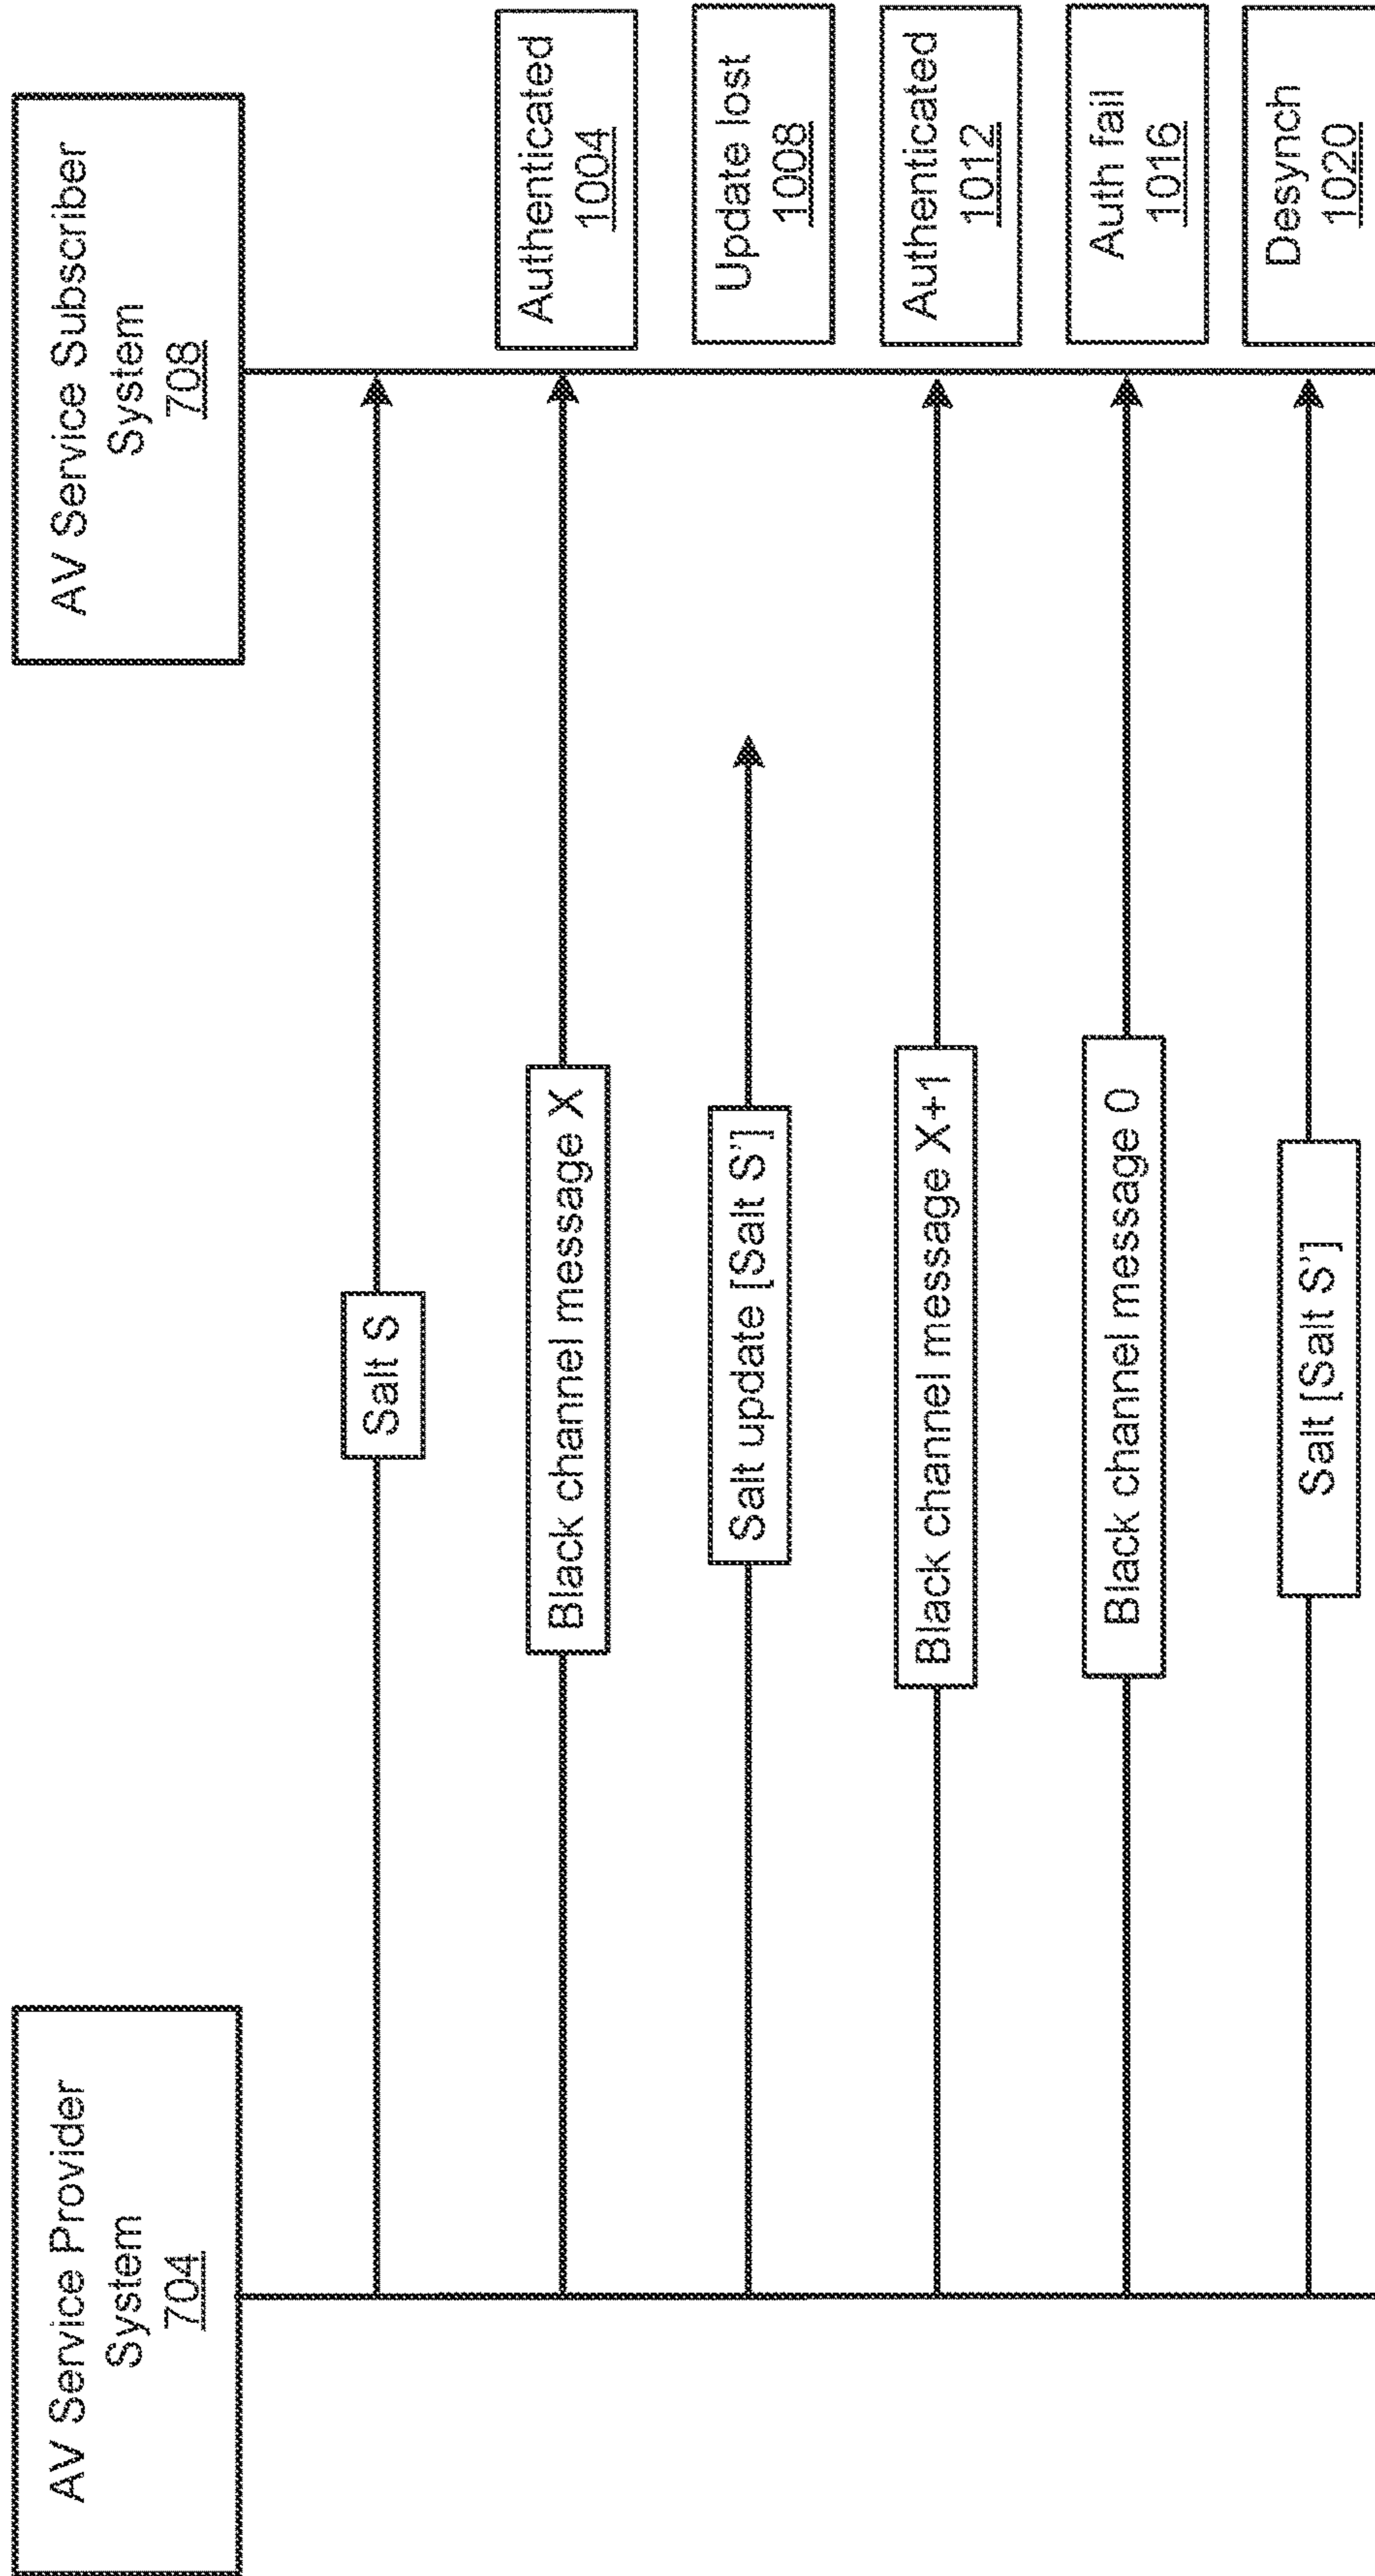 AV Service Provider
System
704
AV Service Subscriber
System
708
Salt S
Black channel message X
Authenticated
1004
Salt update [Salt S']
Update lost
1008
Black channel message X+1
Authenticated
1012
Black channel message 0
Auth fail
1016
Salt [Salt S']
Desynch
1020